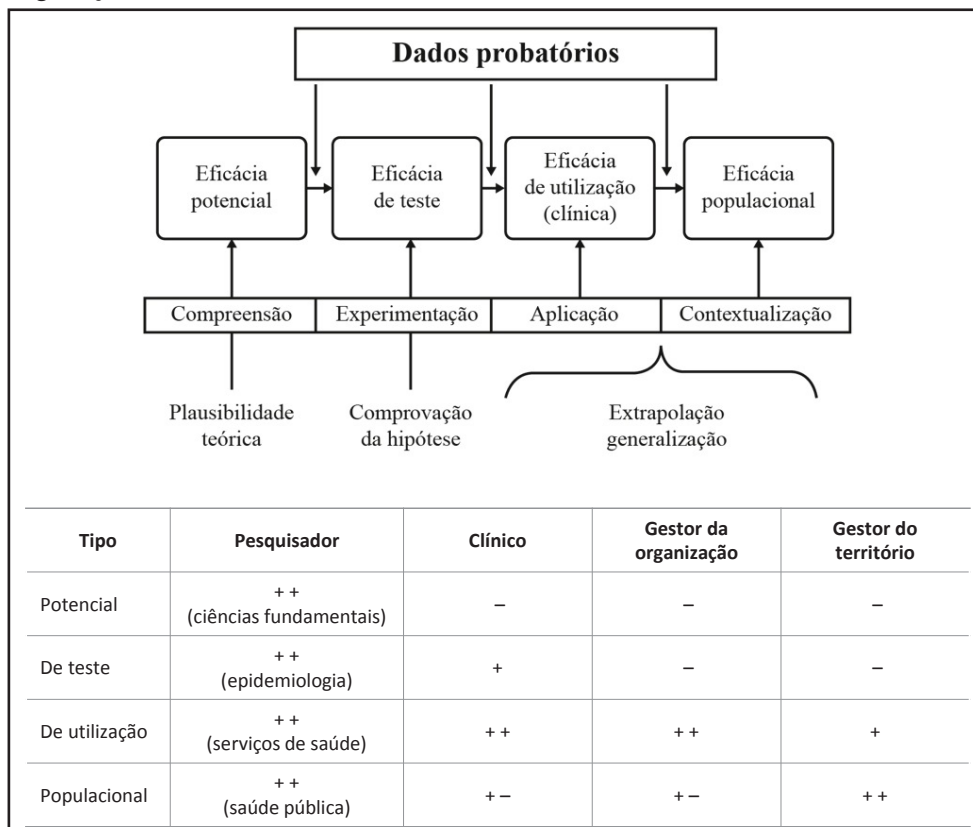 Dados probatórios
Eficácia
potencial
Eficácia
de teste
Eficácia
de utilização
(clínica)
Eficácia
populacional
Compreensão
Experimentação
Aplicação
Contextualização
Plausibilidade
teórica
Comprovação
da hipótese
Extrapolação
generalização
Tipo Pesquisador Clínico Gestor da organização Gestor do território
Potencial + + (ciências fundamentais) – – –
De teste + + (epidemiologia) + – –
De utilização + + (serviços de saúde) + + + + +
Populacional + + (saúde pública) + – + – + +